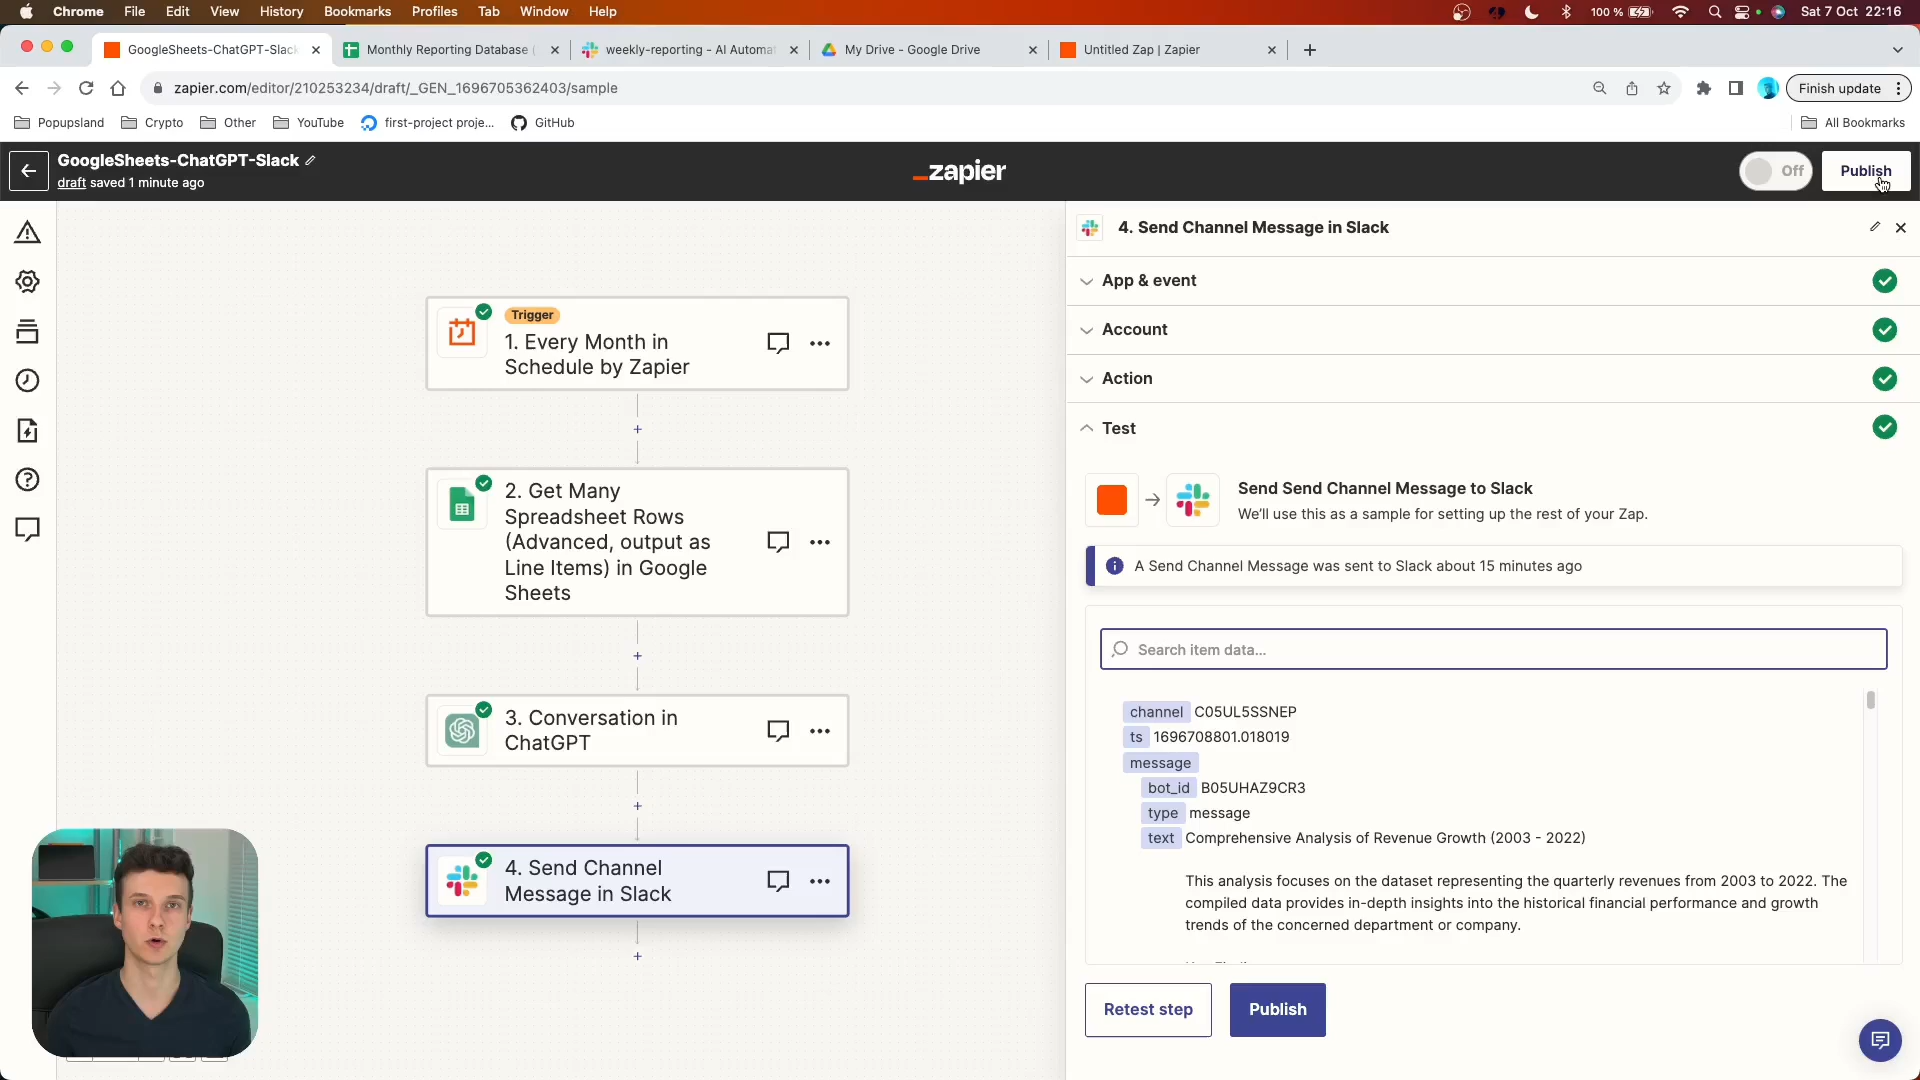 Chrome File Edit View History Bookmarks Profiles Tab Window Help 100 % Sat 7 Oct 22:16
GoogleSheets-ChatGPT-Slack Monthly Reporting Database ( weekly-reporting - AI Automat My Drive - Google Drive Untitled Zap | Zapier
zapier.com/editor/210253234/draft/_GEN_1696705362403/sample Finish update
Popupsland Crypto Other YouTube first-project proje... GitHub All Bookmarks
GoogleSheets-ChatGPT-Slack
draft saved 1 minute ago
zapier
Off
Publish
Trigger
1. Every Month in
Schedule by Zapier
2. Get Many
Spreadsheet Rows
(Advanced, output as
Line Items) in Google
Sheets
3. Conversation in
ChatGPT
4. Send Channel
Message in Slack
4. Send Channel Message in Slack
App & event
Account
Action
Test
Send Send Channel Message to Slack
We'll use this as a sample for setting up the rest of your Zap.
A Send Channel Message was sent to Slack about 15 minutes ago
Search item data...
channel C05UL5SSNEP
ts 1696708801.018019
message
bot_id B05UHAZ9CR3
type message
text Comprehensive Analysis of Revenue Growth (2003 - 2022)
This analysis focuses on the dataset representing the quarterly revenues from 2003 to 2022. The
compiled data provides in-depth insights into the historical financial performance and growth
trends of the concerned department or company.
Retest step
Publish